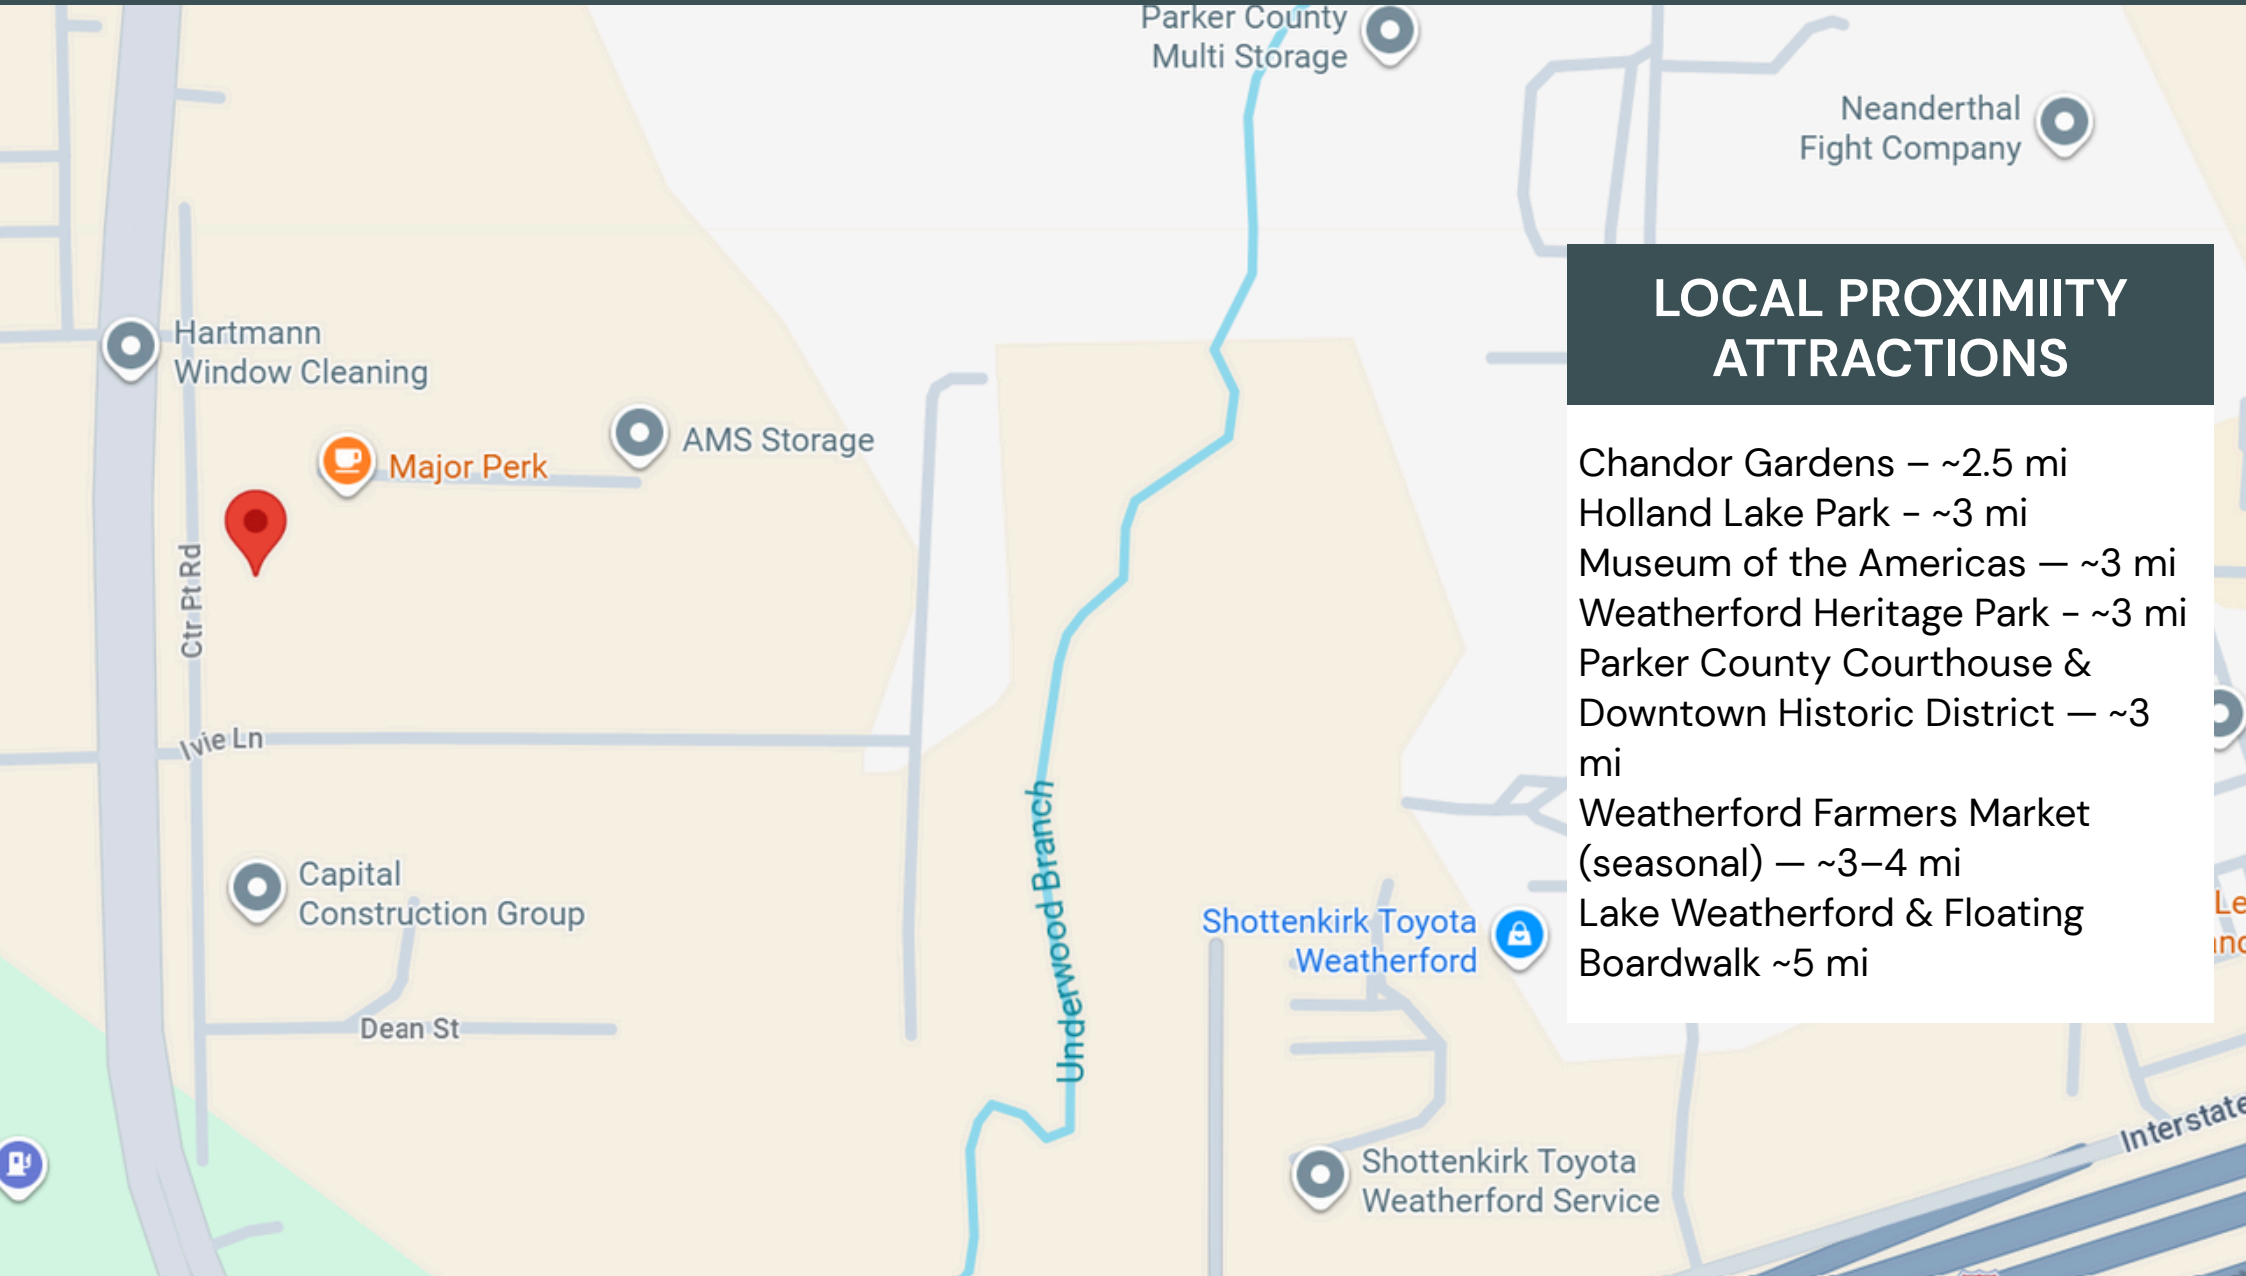 Parker County
Multi Storage
Neanderthal
Fight Company
Hartmann
Window Cleaning
Major Perk
AMS Storage
Ctr Pt Rd
Ivie Ln
Capital
Construction Group
Dean St
Underwood Branch
Shottenkirk Toyota
Weatherford
Shottenkirk Toyota
Weatherford Service
Interstate
LOCAL PROXIMIITY
ATTRACTIONS
Chandor Gardens – ~2.5 mi
Holland Lake Park - ~3 mi
Museum of the Americas — ~3 mi
Weatherford Heritage Park - ~3 mi
Parker County Courthouse &
Downtown Historic District — ~3
mi
Weatherford Farmers Market
(seasonal) — ~3–4 mi
Lake Weatherford & Floating
Boardwalk ~5 mi